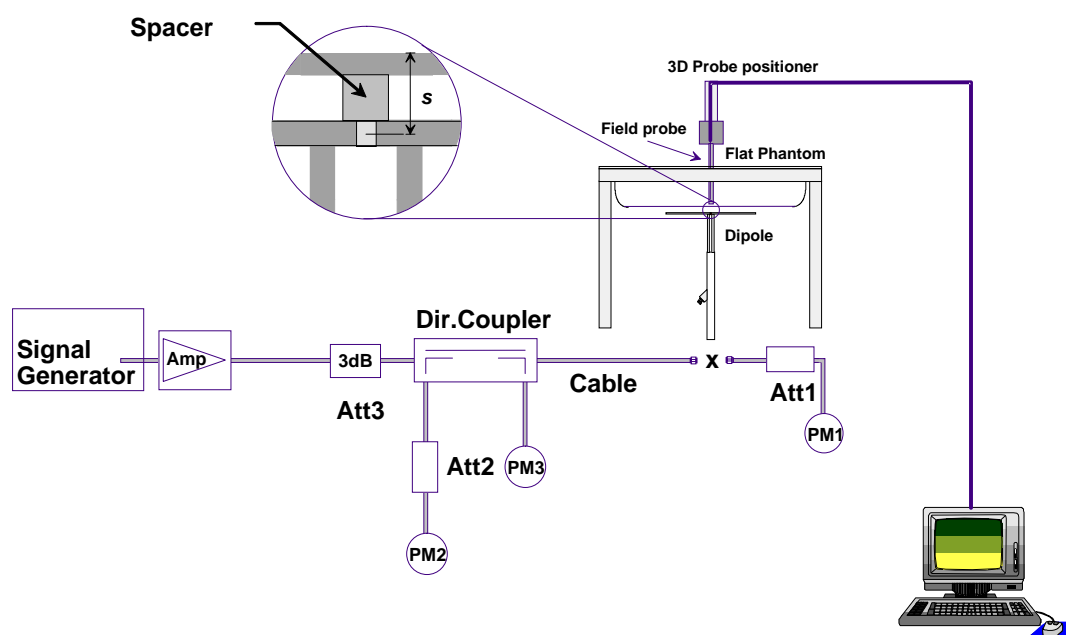 Spacer
s
3D Probe positioner
Field probe
Flat Phantom
Dipole
Dir.Coupler
Signal
Generator
Amp
3dB
Att3
Cable
x
Att1
PM1
Att2
PM3
PM2